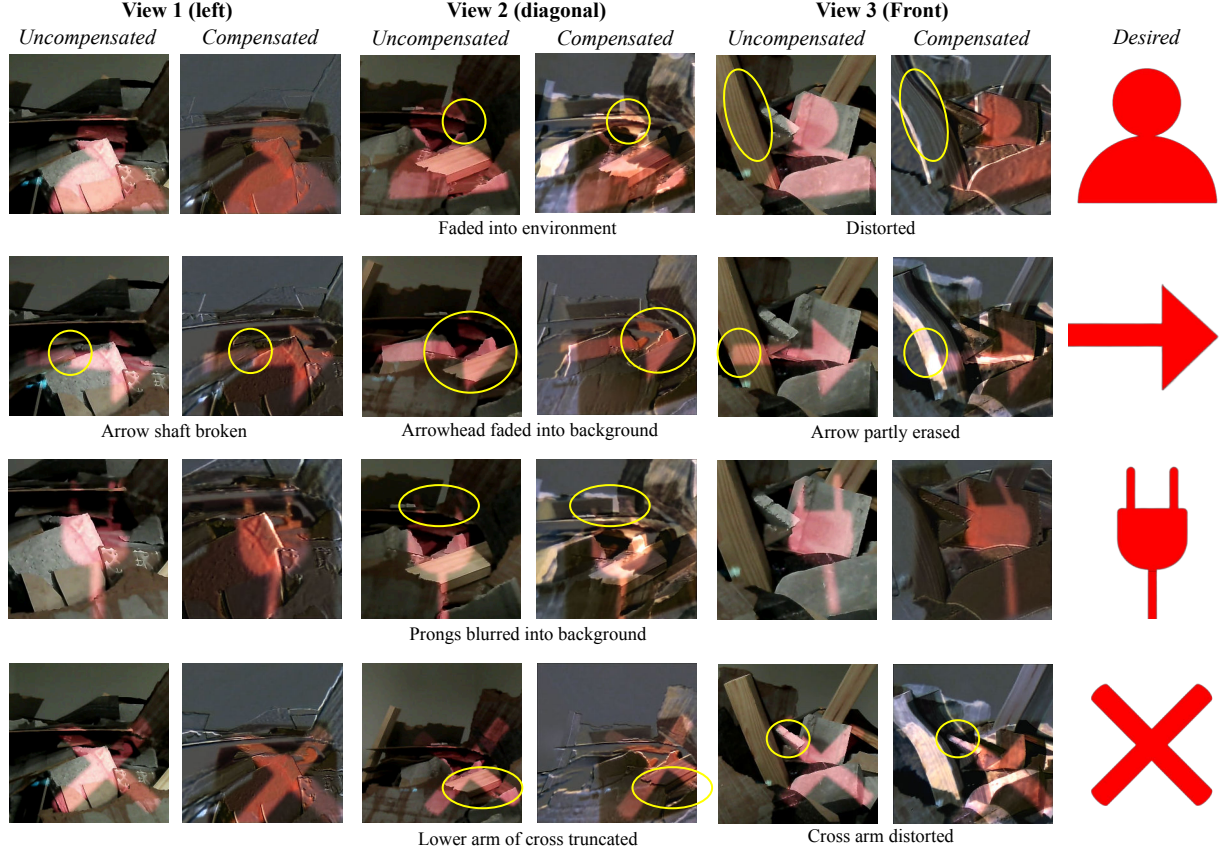 View 1 (left) View 2 (diagonal) View 3 (Front)
Uncompensated Compensated Uncompensated Compensated Uncompensated Compensated Desired
Faded into environment Distorted
Arrow shaft broken Arrowhead faded into background Arrow partly erased
Prongs blurred into background
Lower arm of cross truncated Cross arm distorted